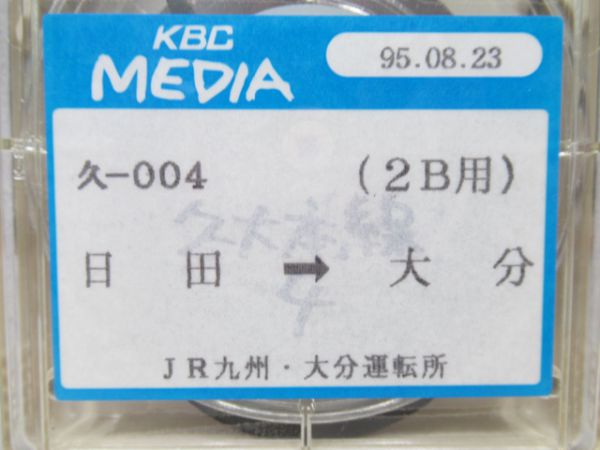 KBC
MEDIA
95.08.23
久-004 (2B用)
久大本線
日 田 ➡ 大 分
4
JR九州・大分運転所